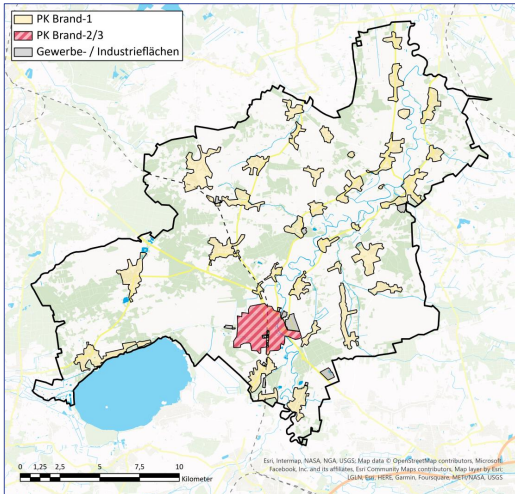 PK Brand-1
PK Brand-2/3
Gewerbe- / Industrieflächen
Esri, Intermap, NASA, NGA, USGS; Map data © OpenStreetMap contributors, Microsoft,
Facebook, Inc. and its affiliates, Esri Community Maps contributors, Map layer by Esri;
LGLN, Esri, HERE, Garmin, Foursquare, METI/NASA, USGS
0 1,25 2,5 5 7,5 10
Kilometer